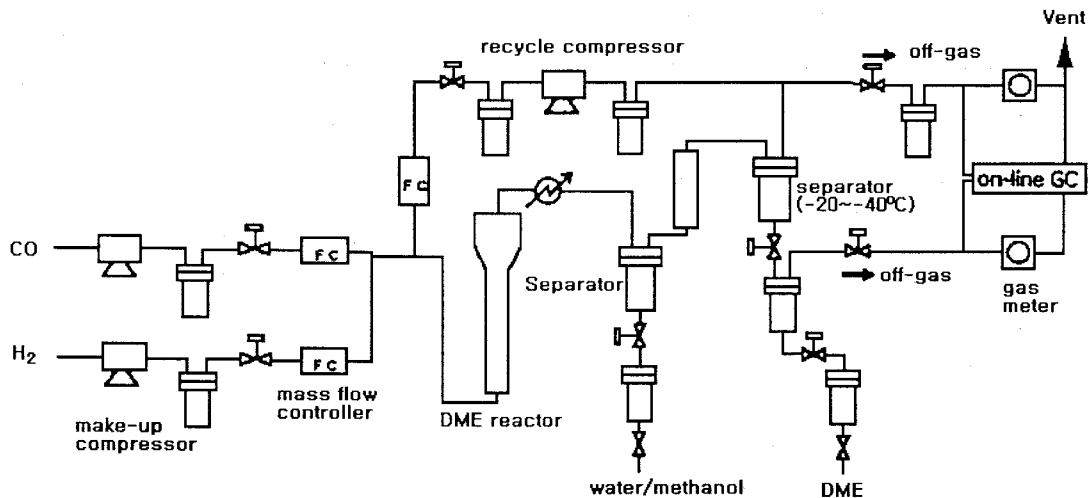 Vent
recycle compressor
off-gas
F C
on-line GC
separator
(-20~-40⁰C)
CO
F C
Separator
off-gas
gas
meter
H2
F C
mass flow
controller
DME reactor
make-up
compressor
water/methanol
DME